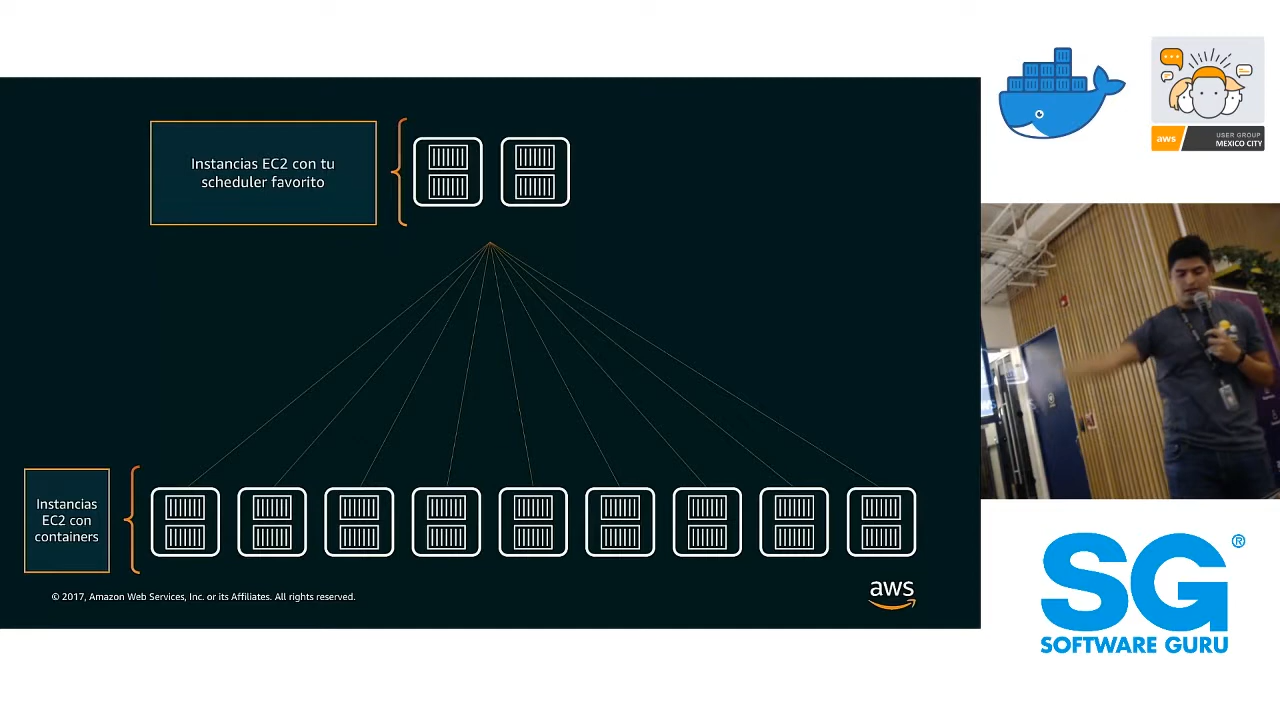 Instancias EC2 con tu
scheduler favorito
Instancias
EC2 con
containers
© 2017, Amazon Web Services, Inc. or its Affiliates. All rights reserved.
aws
aws
USER GROUP
MEXICO CITY
SG®
SOFTWARE GURU